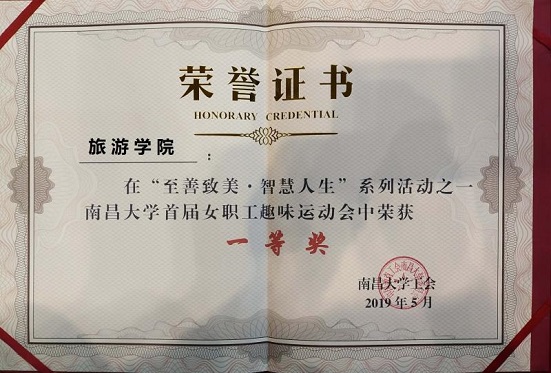 荣誉证书
HONORARY CREDENTIAL
旅游学院：
在“至善致美·智慧人生”系列活动之一
南昌大学首届女职工趣味运动会中荣获
一等奖
南昌大学工会
2019年5月